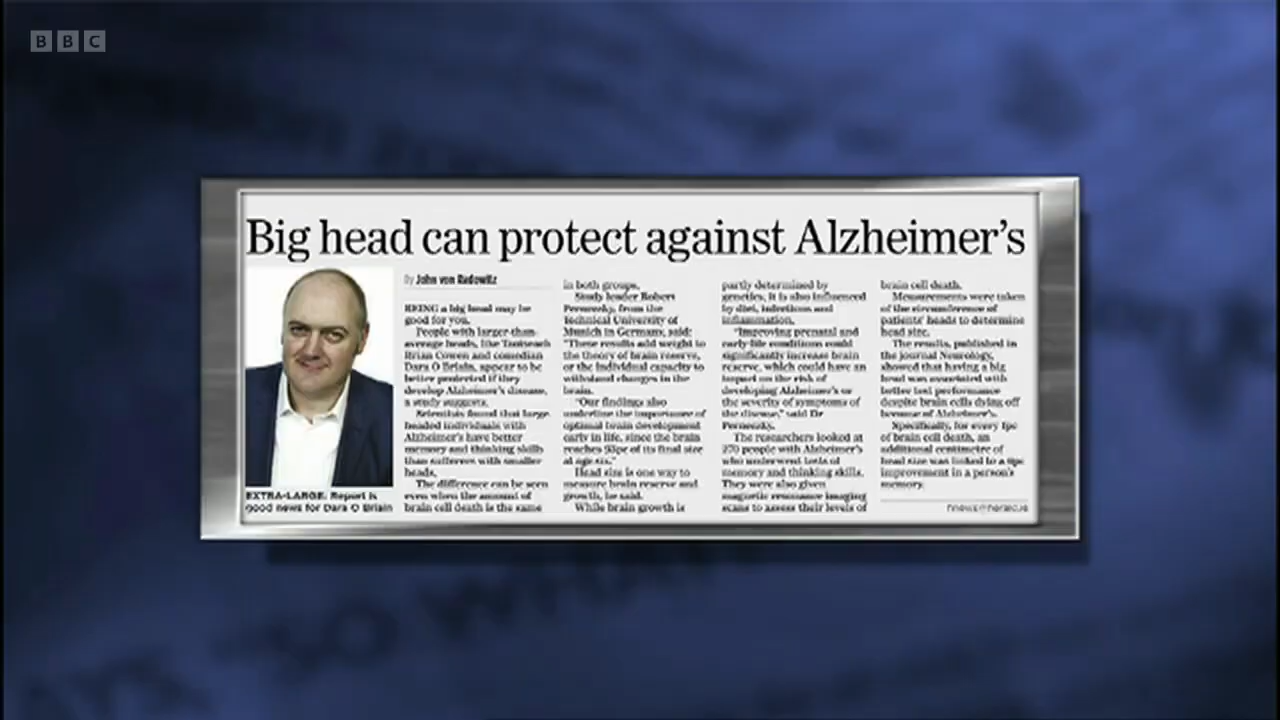 BBC
Big head can protect against Alzheimer's
By John von Radowitz
BEING a big head may be
good for you.
People with larger-than-
average heads, like Taoiseach
Brian Cowen and comedian
Dara O Briain, appear to be
better protected if they
develop Alzheimer's disease,
a study suggests.
Scientists found that large-
headed individuals with
Alzheimer's have better
memory and thinking skills
than sufferers with smaller
heads.
The difference can be seen
even when the amount of
brain cell death is the same
in both groups.
Study leader Robert
Perneczky, from the
Technical University of
Munich in Germany, said:
"These results add weight to
the theory of brain reserve,
or the individual capacity to
withstand changes in the
brain.
"Our findings also
underline the importance of
optimal brain development
early in life, since the brain
reaches 93pc of its final size
at age six."
Head size is one way to
measure brain reserve and
growth, he said.
While brain growth is
partly determined by
genetics, it is also influenced
by diet, infections and
inflammation.
"Improving prenatal and
early-life conditions could
significantly increase brain
reserve, which could have an
impact on the risk of
developing Alzheimer's or
the severity of symptoms of
the disease," said Dr
Perneczky.
The researchers looked at
270 people with Alzheimer's
who underwent tests of
memory and thinking skills.
They were also given
magnetic resonance imaging
scans to assess their levels of
brain cell death.
Measurements were taken
of the circumference of
patients' heads to determine
head size.
The results, published in
the journal Neurology,
showed that having a big
head was associated with
better test performance
despite brain cells dying off
because of Alzheimer's.
Specifically, for every 1pc
of brain cell death, an
additional centimetre of
head size was linked to a 6pc
improvement in a person's
memory.
hnews@herald.ie
EXTRA-LARGE: Report is
good news for Dara O Briain
SO WHAT